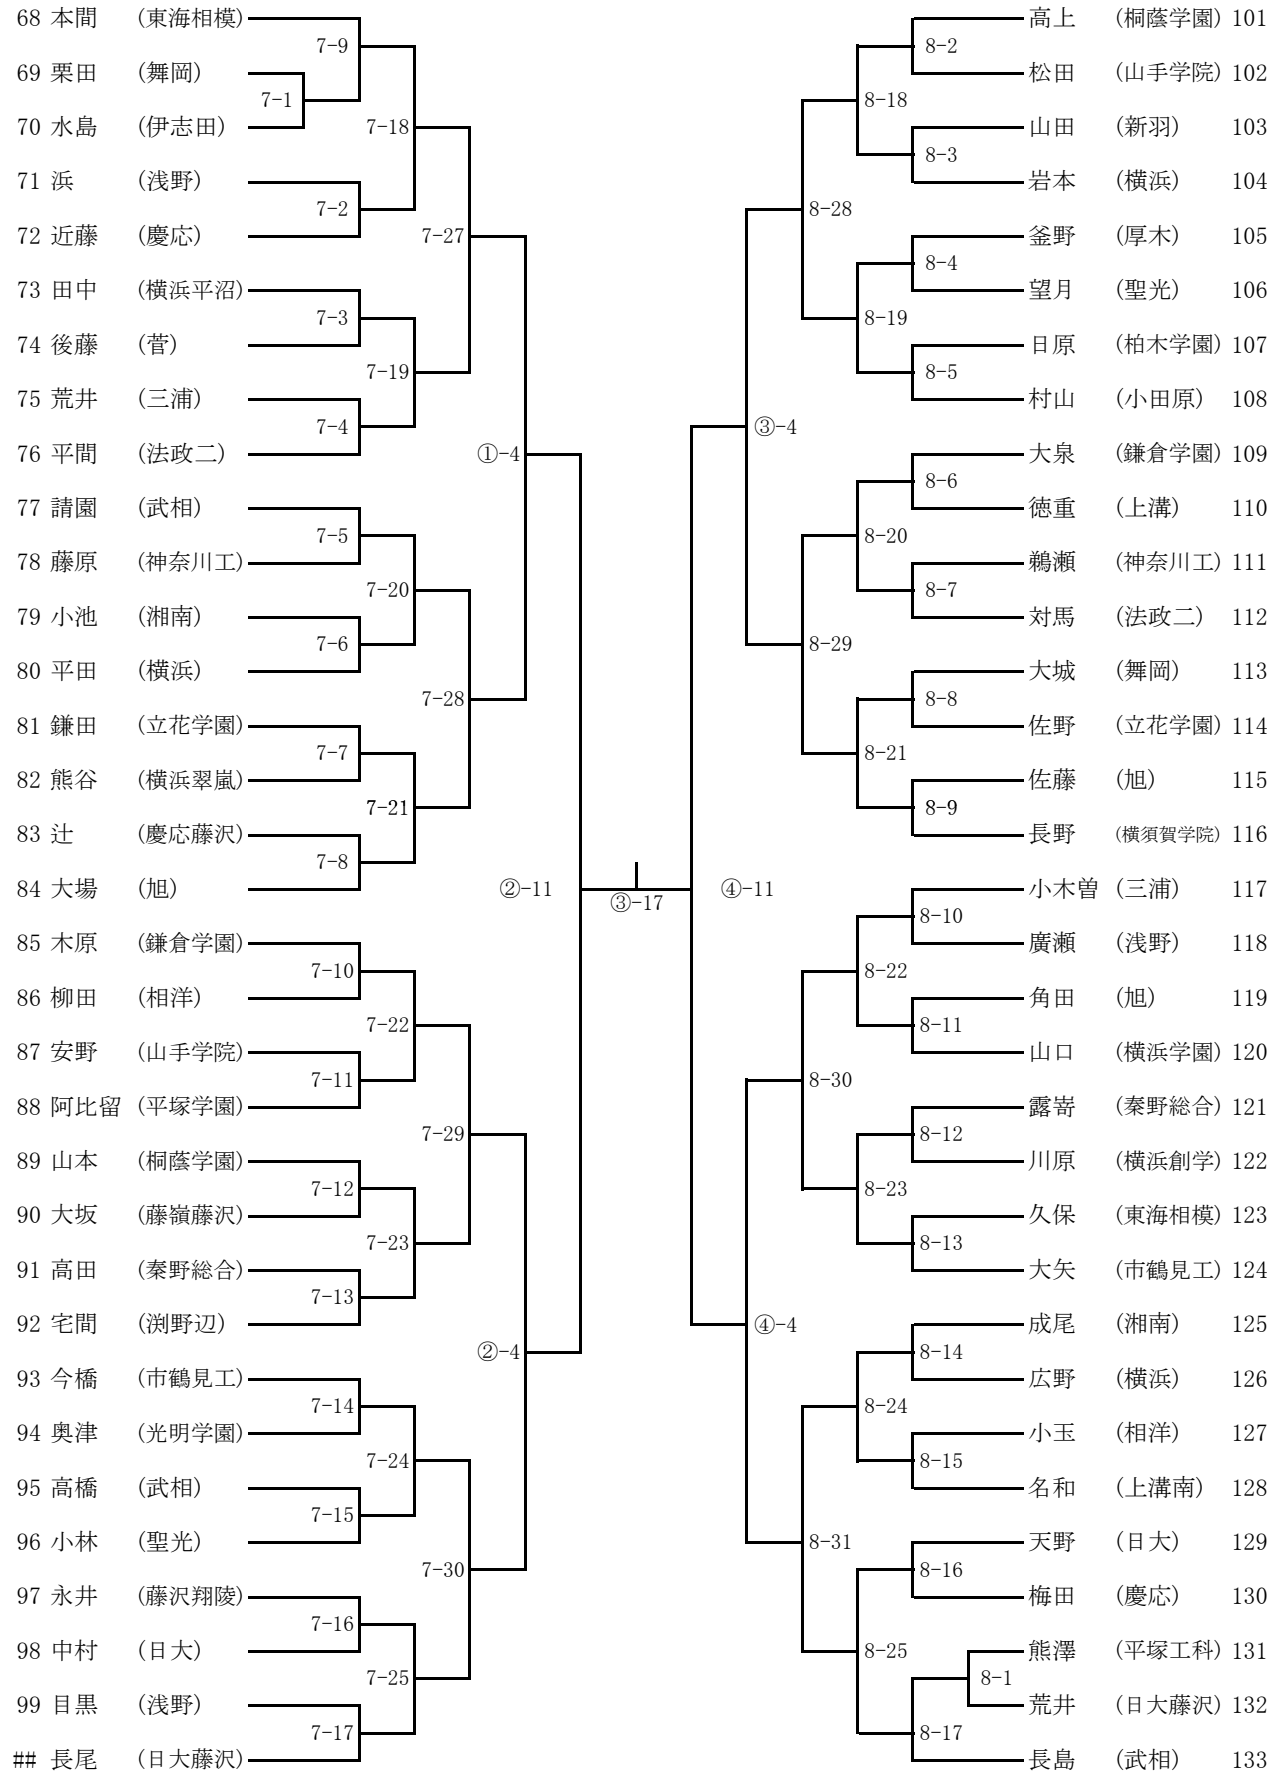 68 本間 (東海相模)
7-9
69 栗田 (舞岡)
7-1
70 水島 (伊志田)
7-18
71 浜 (浅野)
7-2
72 近藤 (慶応)
7-27
73 田中 (横浜平沼)
7-3
74 後藤 (菅)
7-19
75 荒井 (三浦)
7-4
76 平間 (法政二)
①-4
77 請園 (武相)
7-5
78 藤原 (神奈川工)
7-20
79 小池 (湘南)
7-6
80 平田 (横浜)
7-28
81 鎌田 (立花学園)
7-7
82 熊谷 (横浜翠嵐)
7-21
83 辻 (慶応藤沢)
7-8
84 大場 (旭)
②-11
③-17
85 木原 (鎌倉学園)
7-10
86 柳田 (相洋)
7-22
87 安野 (山手学院)
7-11
88 阿比留 (平塚学園)
7-29
89 山本 (桐蔭学園)
7-12
90 大坂 (藤嶺藤沢)
7-23
91 高田 (秦野総合)
7-13
92 宅間 (渕野辺)
②-4
93 今橋 (市鶴見工)
7-14
94 奥津 (光明学園)
7-24
95 高橋 (武相)
7-15
96 小林 (聖光)
7-30
97 永井 (藤沢翔陵)
7-16
98 中村 (日大)
7-25
99 目黒 (浅野)
7-17
## 長尾 (日大藤沢)
高上 (桐蔭学園) 101
8-2
松田 (山手学院) 102
8-18
山田 (新羽) 103
8-3
岩本 (横浜) 104
8-28
釜野 (厚木) 105
8-4
望月 (聖光) 106
8-19
日原 (柏木学園) 107
8-5
村山 (小田原) 108
③-4
大泉 (鎌倉学園) 109
8-6
徳重 (上溝) 110
8-20
鵜瀬 (神奈川工) 111
8-7
対馬 (法政二) 112
8-29
大城 (舞岡) 113
8-8
佐野 (立花学園) 114
8-21
佐藤 (旭) 115
8-9
長野 (横須賀学院) 116
④-11
小木曽 (三浦) 117
8-10
廣瀬 (浅野) 118
8-22
角田 (旭) 119
8-11
山口 (横浜学園) 120
8-30
露嵜 (秦野総合) 121
8-12
川原 (横浜創学) 122
8-23
久保 (東海相模) 123
8-13
大矢 (市鶴見工) 124
④-4
成尾 (湘南) 125
8-14
広野 (横浜) 126
8-24
小玉 (相洋) 127
8-15
名和 (上溝南) 128
8-31
天野 (日大) 129
8-16
梅田 (慶応) 130
8-25
熊澤 (平塚工科) 131
8-1
荒井 (日大藤沢) 132
8-17
長島 (武相) 133